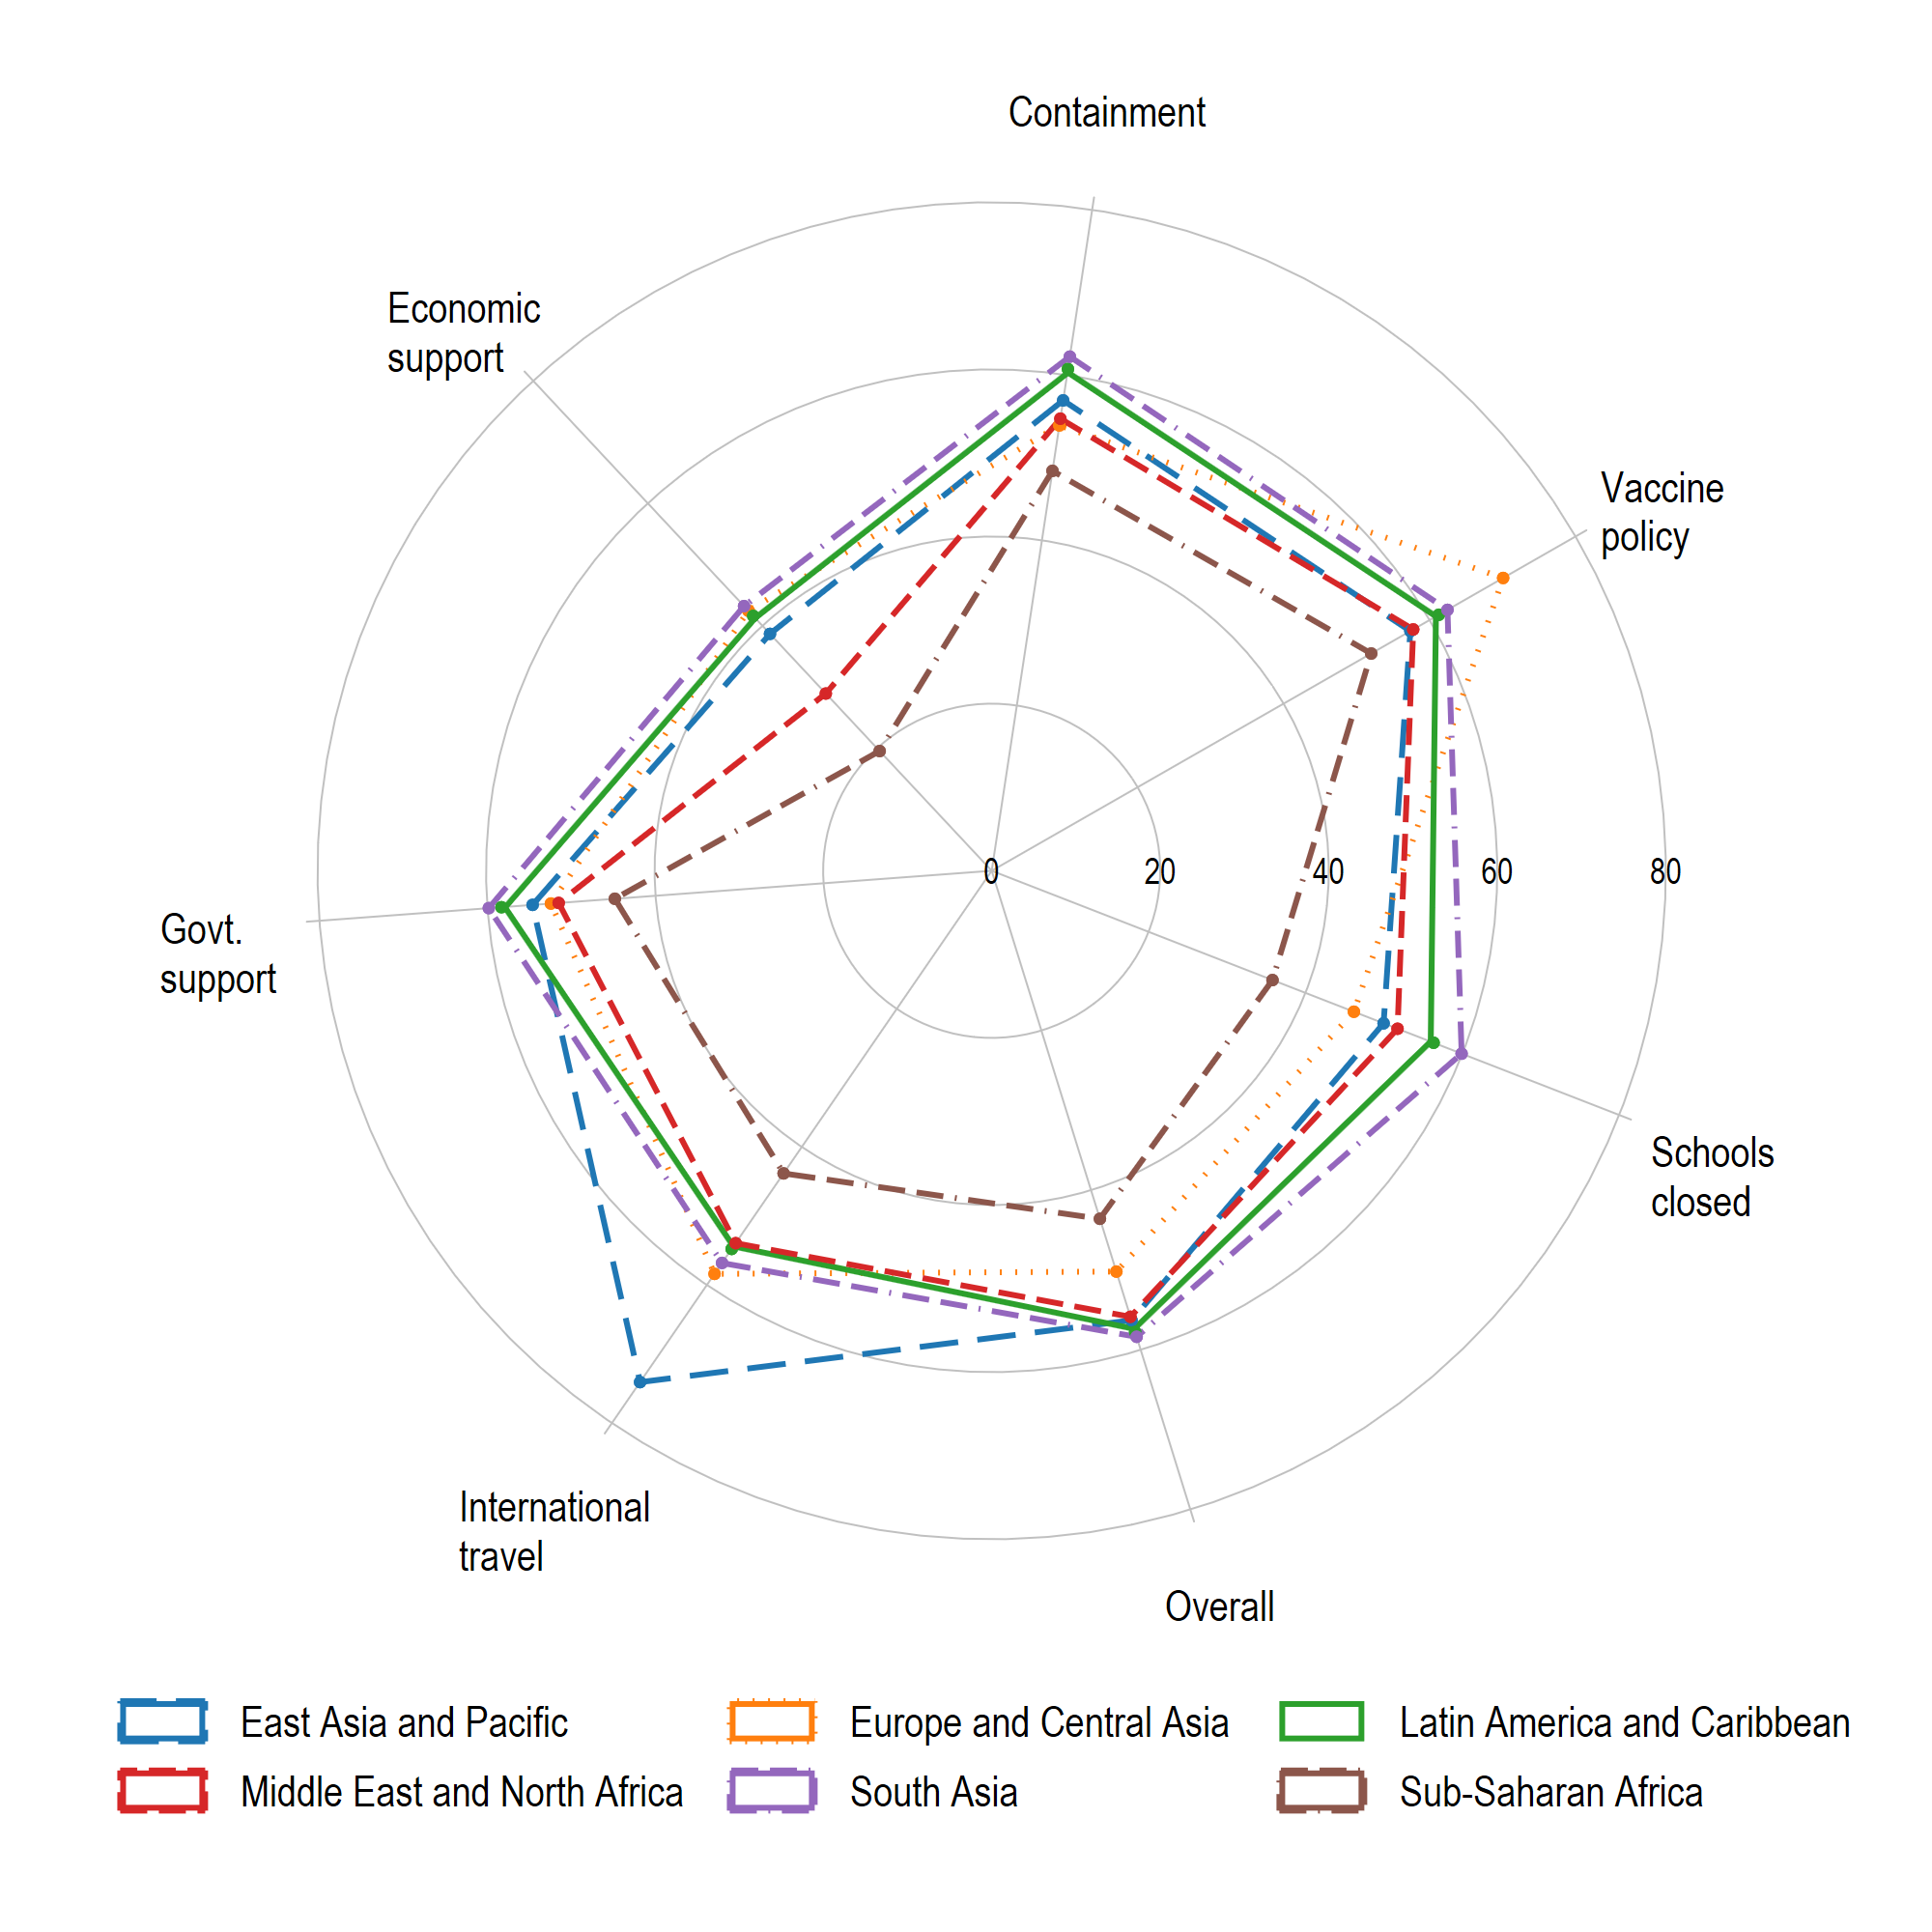 Containment
Economic
support
Vaccine
policy
0 20 40 60 80
Govt.
support
Schools
closed
International
travel
Overall
East Asia and Pacific
Europe and Central Asia
Latin America and Caribbean
Middle East and North Africa
South Asia
Sub-Saharan Africa